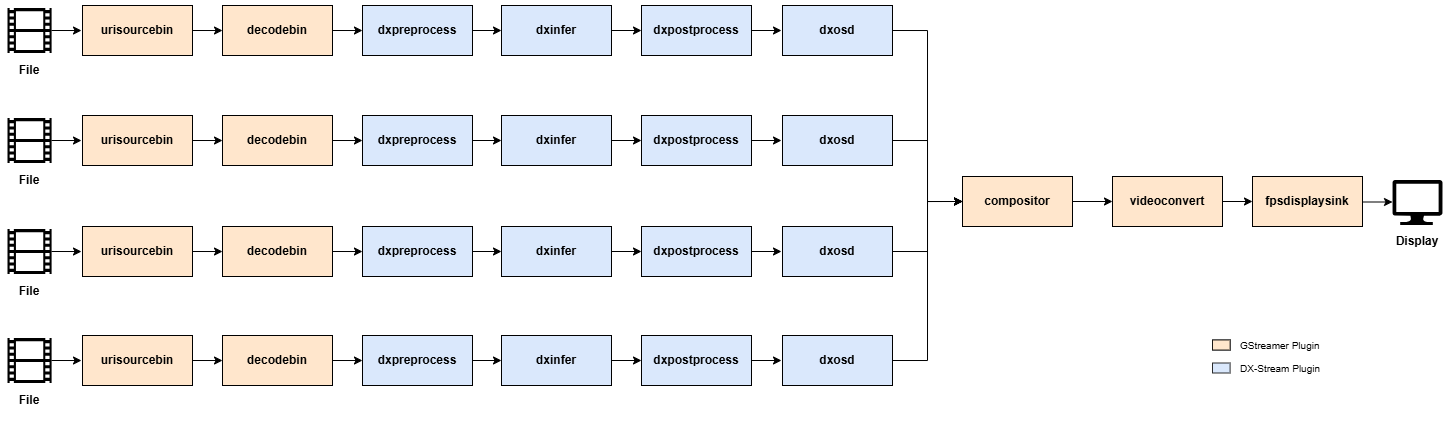 urisourcebin
decodebin
dxpreprocess
dxinfer
dxpostprocess
dxosd
File
urisourcebin
decodebin
dxpreprocess
dxinfer
dxpostprocess
dxosd
File
compositor
videoconvert
fpsdisplaysink
Display
urisourcebin
decodebin
dxpreprocess
dxinfer
dxpostprocess
dxosd
File
urisourcebin
decodebin
dxpreprocess
dxinfer
dxpostprocess
dxosd
File
GStreamer Plugin
DX-Stream Plugin